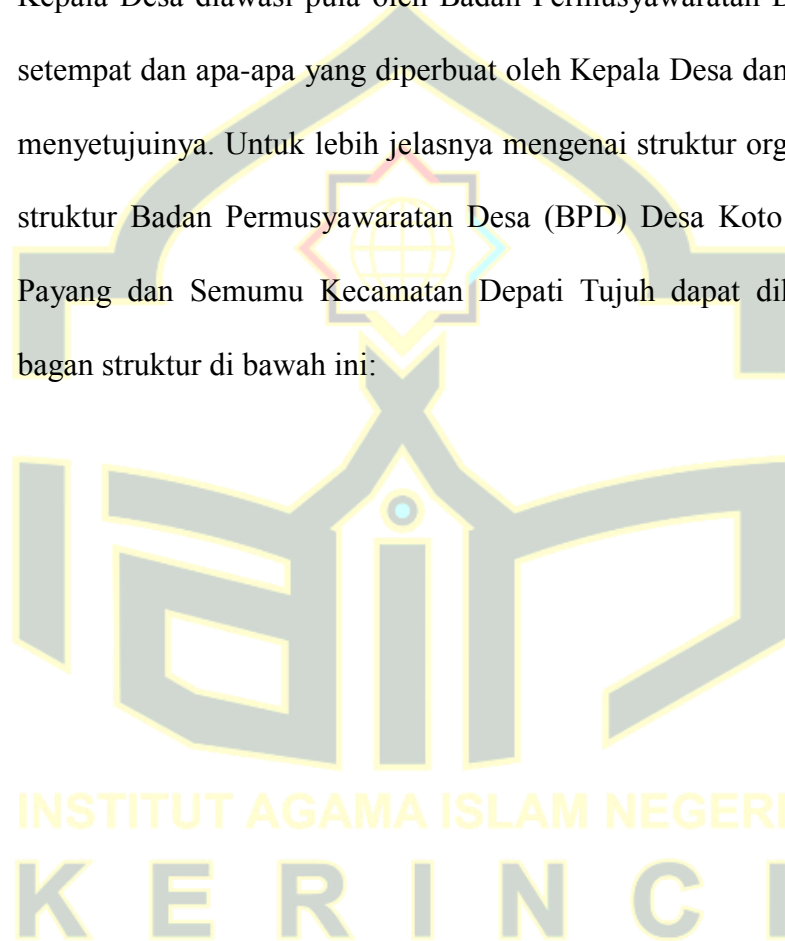 Kepala Desa diawasi pula oleh Badan Permusyawaratan
setempat dan apa-apa yang diperbuat oleh Kepala Desa dan
menyetujuinya. Untuk lebih jelasnya mengenai struktur
struktur Badan Permusyawaratan Desa (BPD) Desa Koto
Payang dan Semumu Kecamatan Depati Tujuh dapat
bagan struktur di bawah ini:
iain
INSTITUT AGAMA ISLAM NEGERI
KERINCI